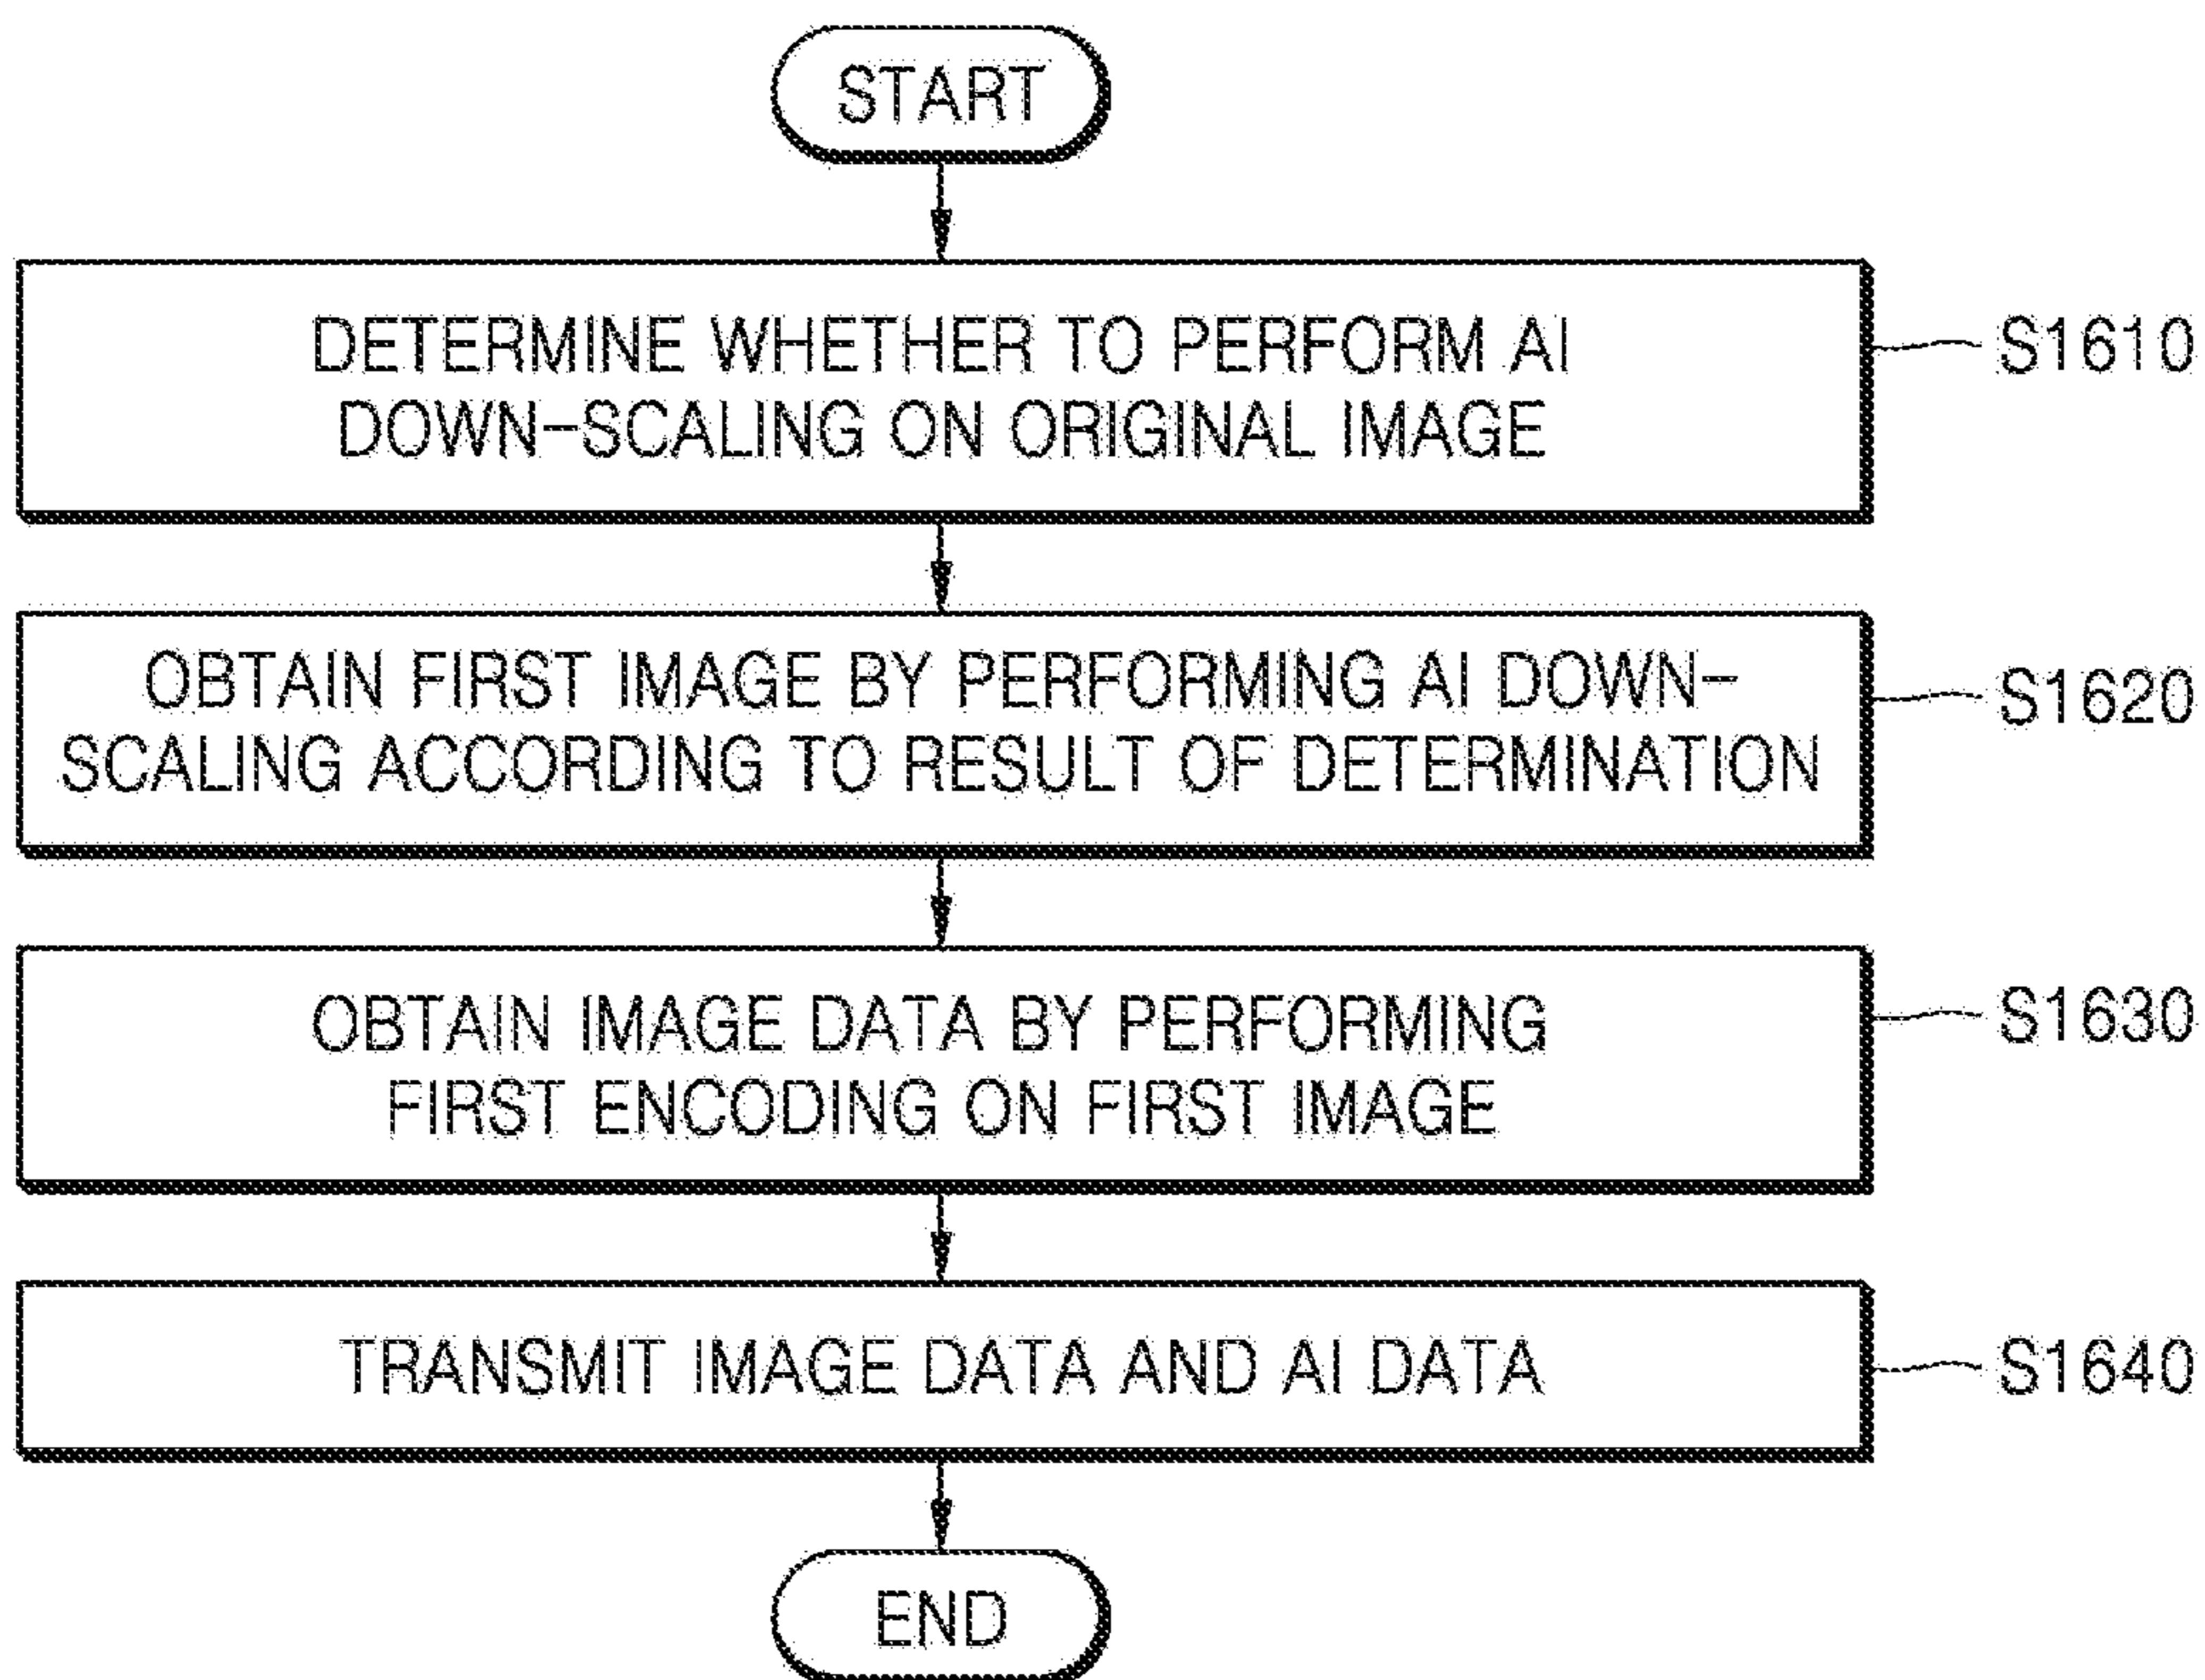 START
DETERMINE WHETHER TO PERFORM AI
DOWN-SCALING ON ORIGINAL IMAGE
S1610
OBTAIN FIRST IMAGE BY PERFORMING AI DOWN-
SCALING ACCORDING TO RESULT OF DETERMINATION
S1620
OBTAIN IMAGE DATA BY PERFORMING
FIRST ENCODING ON FIRST IMAGE
S1630
TRANSMIT IMAGE DATA AND AI DATA
S1640
END